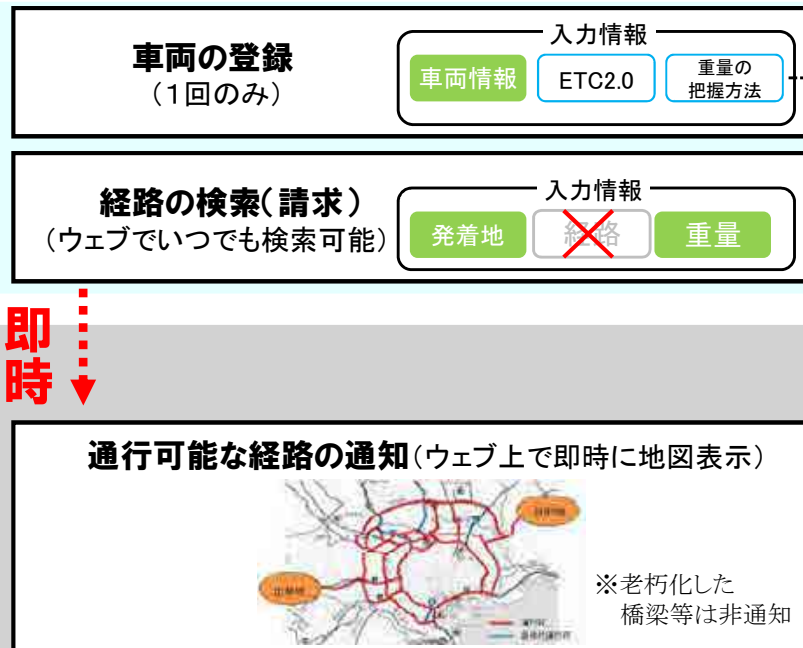 車両の登録
(1回のみ)
入力情報
車両情報
ETC2.0
重量の
把握方法
経路の検索(請求)
(ウェブでいつでも検索可能)
入力情報
発着地
経路
重量
即時
通行可能な経路の通知(ウェブ上で即時に地図表示)
※老朽化した
橋梁等は非通知